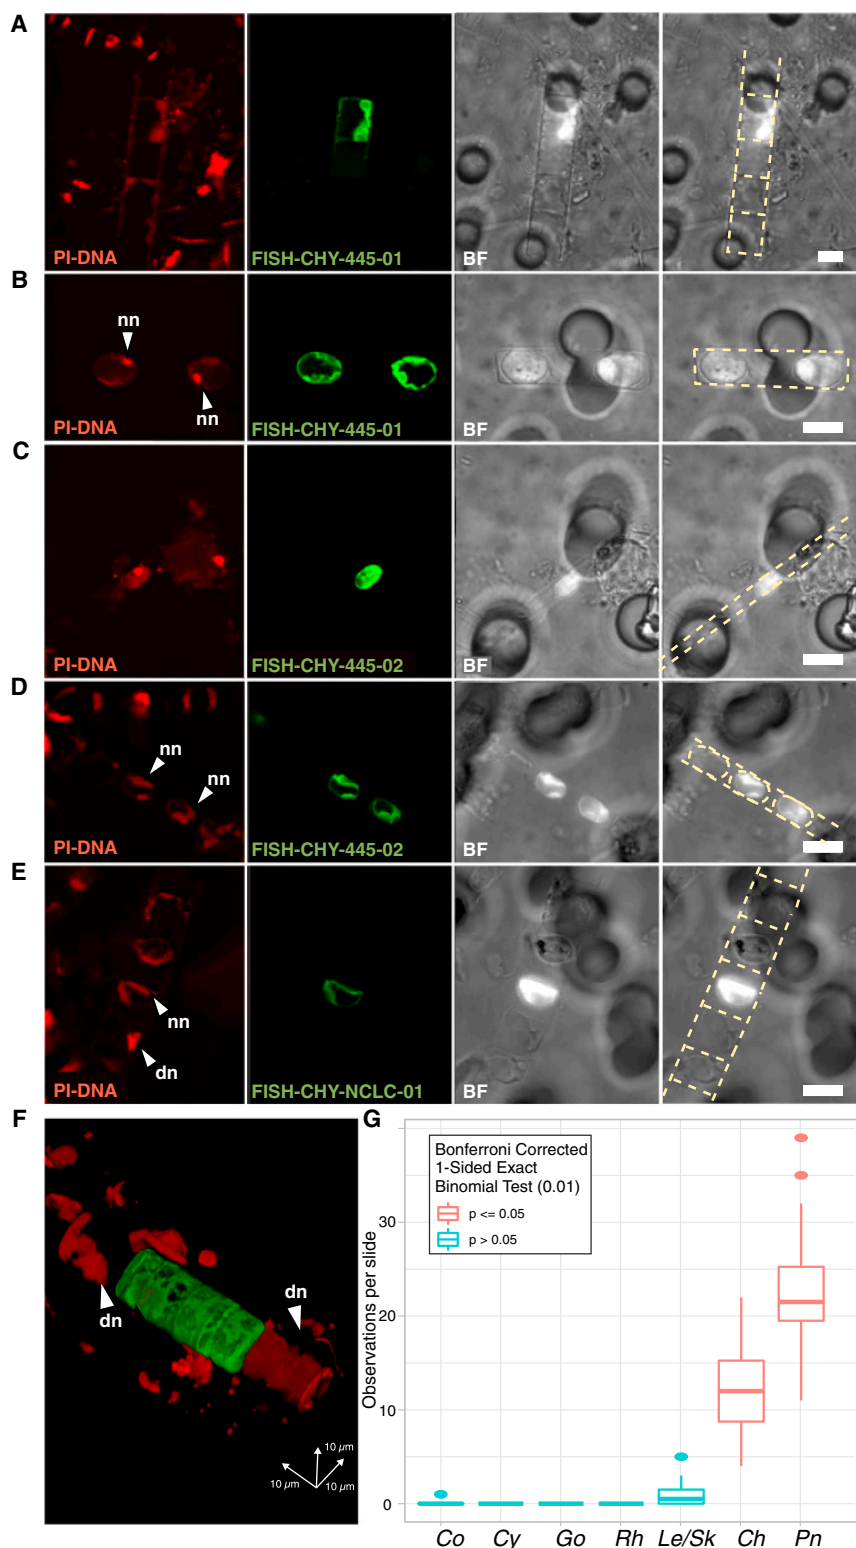 A
PI-DNA
FISH-CHY-445-01
BF
B
nn
nn
PI-DNA
FISH-CHY-445-01
BF
C
PI-DNA
FISH-CHY-445-02
BF
D
nn
nn
PI-DNA
FISH-CHY-445-02
BF
E
nn
dn
PI-DNA
FISH-CHY-NCLC-01
BF
F
dn
dn
10 µm
10 µm
10 µm
G
Bonferroni Corrected
1-Sided Exact
Binomial Test (0.01)
p <= 0.05
p > 0.05
Observations per slide
30
20
10
0
Co Cy Go Rh Le/Sk Ch Pn